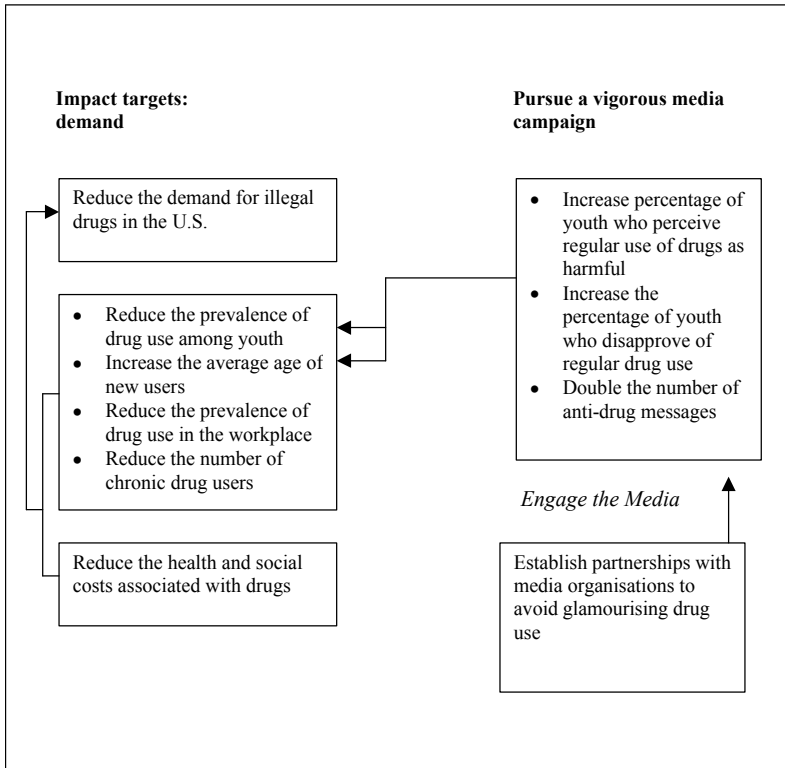 Impact targets:
demand
Pursue a vigorous media
campaign
Reduce the demand for illegal
drugs in the U.S.
• Reduce the prevalence of
drug use among youth
• Increase the average age of
new users
• Reduce the prevalence of
drug use in the workplace
• Reduce the number of
chronic drug users
Reduce the health and social
costs associated with drugs
• Increase percentage of
youth who perceive
regular use of drugs as
harmful
• Increase the
percentage of youth
who disapprove of
regular drug use
• Double the number of
anti-drug messages
Engage the Media
Establish partnerships with
media organisations to
avoid glamourising drug
use